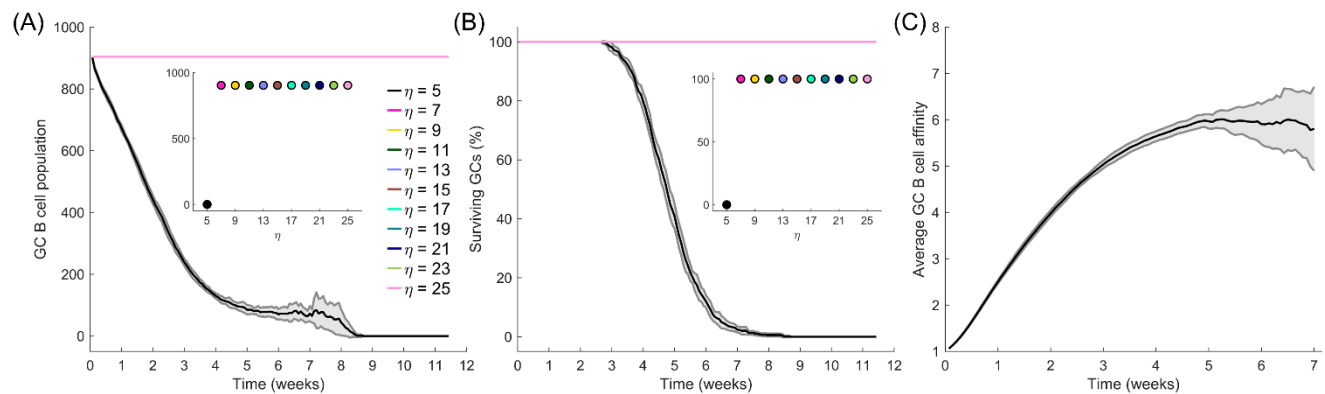 (A)
GC B cell population
1000
800
600
400
200
0
0 1 2 3 4 5 6 7 8 9 10 11 12
Time (weeks)
1000
500
0
5 9 13 17 21 25
η
η = 5
η = 7
η = 9
η = 11
η = 13
η = 15
η = 17
η = 19
η = 21
η = 23
η = 25
(B)
Surviving GCs (%)
100
80
60
40
20
0
0 1 2 3 4 5 6 7 8 9 10 11 12
Time (weeks)
100
50
0
5 9 13 17 21 25
η
(C)
Average GC B cell affinity
8
7
6
5
4
3
2
1
0 1 2 3 4 5 6 7
Time (weeks)